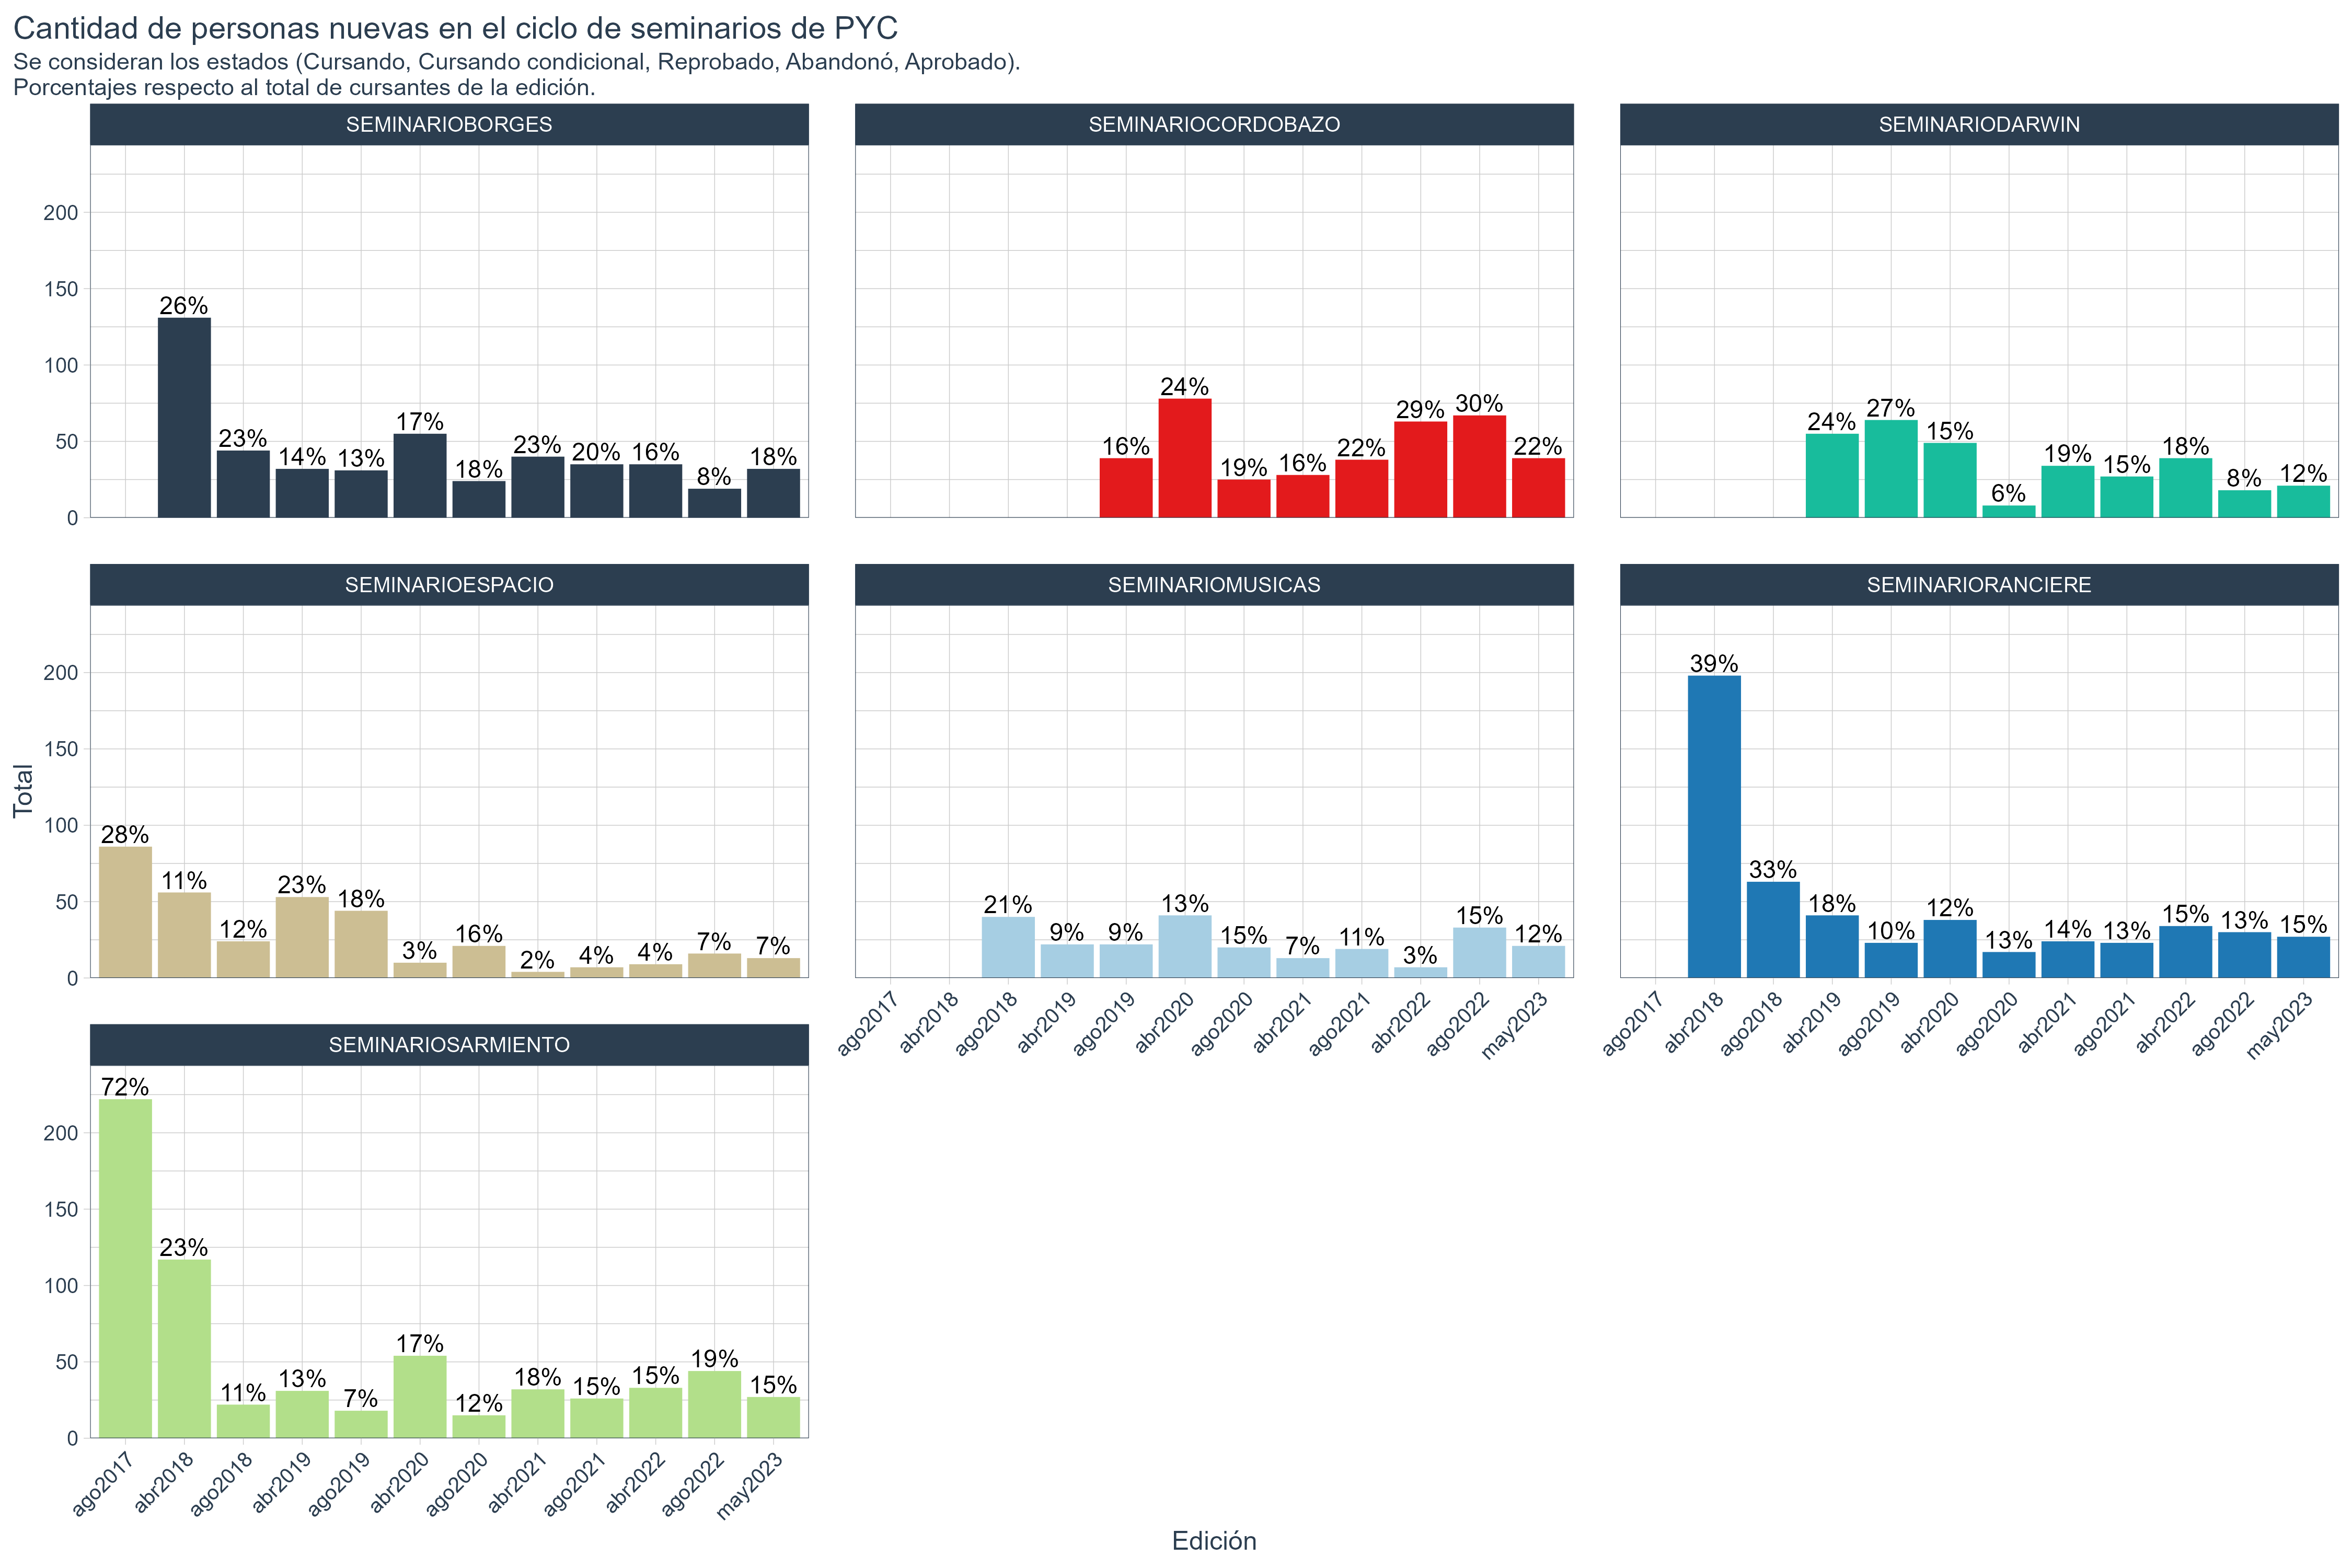 Cantidad de personas nuevas en el ciclo de seminarios de PYC
Se consideran los estados (Cursando, Cursando condicional, Reprobado, Abandonó, Aprobado).
Porcentajes respecto al total de cursantes de la edición.
SEMINARIOBORGES
200
150
100
50
0
26%
23%
14%
13%
17%
18%
23%
20%
16%
8%
18%
SEMINARIOCORDOBAZO
16%
24%
19%
16%
22%
29%
30%
22%
SEMINARIODARWIN
24%
27%
15%
6%
19%
15%
18%
8%
12%
Total
SEMINARIOESPACIO
200
150
100
50
0
28%
11%
12%
23%
18%
3%
16%
2%
4%
4%
7%
7%
SEMINARIOMUSICAS
21%
9%
9%
13%
15%
7%
11%
3%
15%
12%
ago2017
abr2018
ago2018
abr2019
ago2019
abr2020
ago2020
abr2021
ago2021
abr2022
ago2022
may2023
SEMINARIORANCIERE
39%
33%
18%
10%
12%
13%
14%
13%
15%
13%
15%
ago2017
abr2018
ago2018
abr2019
ago2019
abr2020
ago2020
abr2021
ago2021
abr2022
ago2022
may2023
SEMINARIOSARMIENTO
200
150
100
50
0
72%
23%
11%
13%
7%
17%
12%
18%
15%
15%
19%
15%
ago2017
abr2018
ago2018
abr2019
ago2019
abr2020
ago2020
abr2021
ago2021
abr2022
ago2022
may2023
Edición